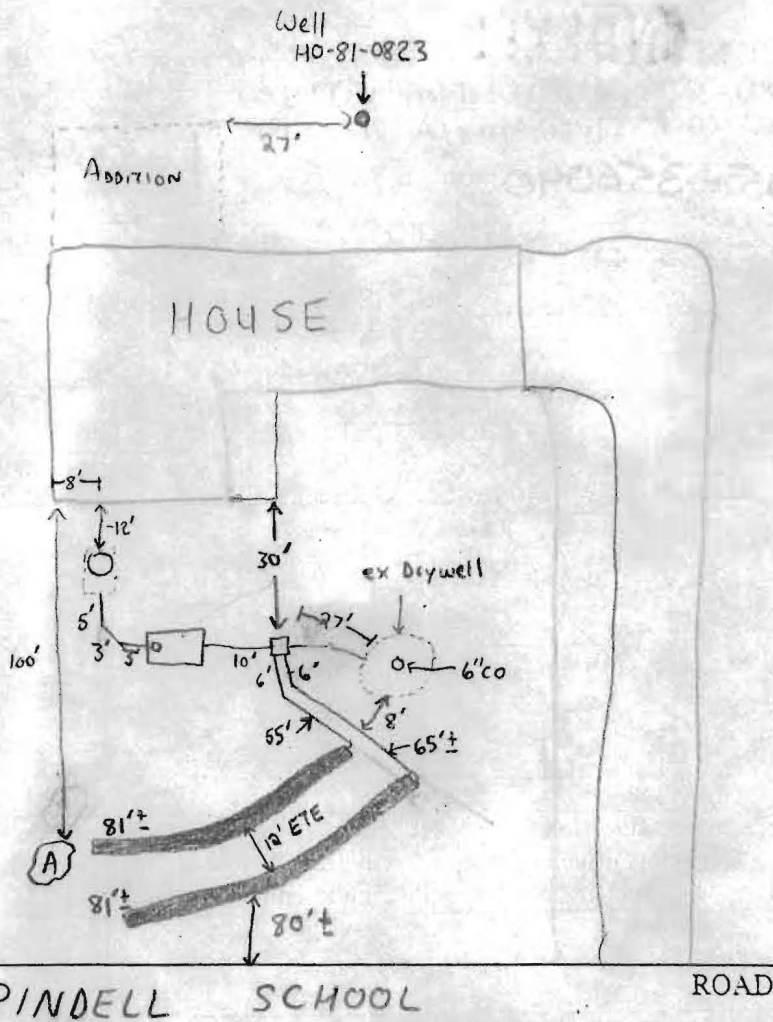 Well
HO-81-0823
27'
ADDITION
HOUSE
8'
12'
30'
ex Drywell
27'
5'
3'
5'
10'
6"CO
100'
6'
6'
8'
55'
65'±
81'±
12' ETE
A
81'±
80'±
PINDELL SCHOOL ROAD